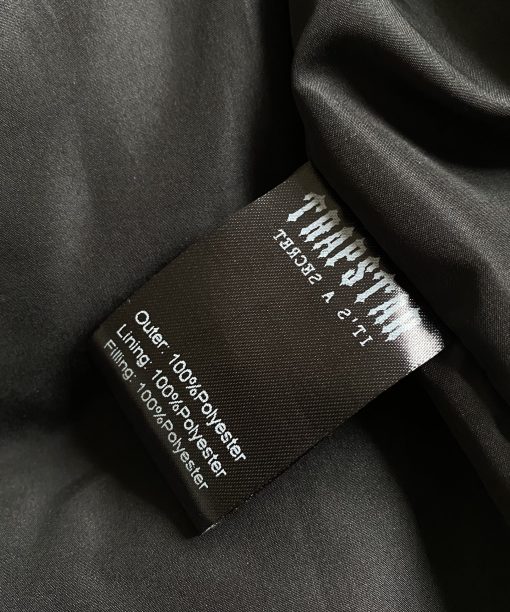 TRAPSTAR
IT'S A SECRET
Outer: 100%Polyester
Lining: 100%Polyester
Filling: 100%Polyester